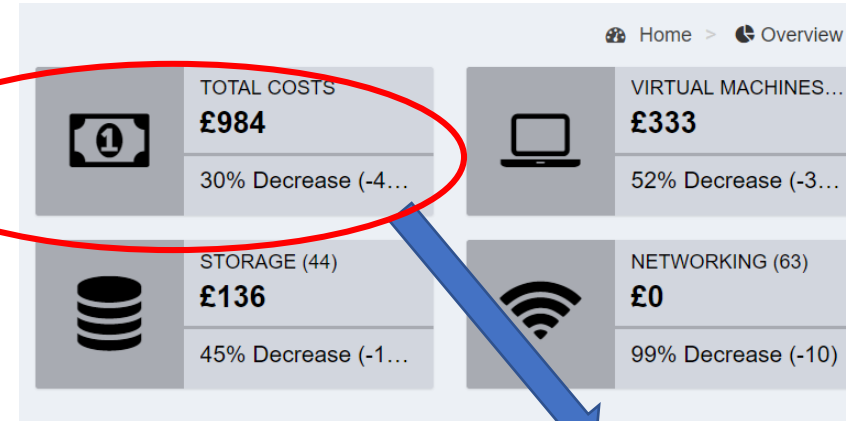 Home > Overview
TOTAL COSTS
£984
30% Decrease (-4…
VIRTUAL MACHINES…
£333
52% Decrease (-3…
STORAGE (44)
£136
45% Decrease (-1…
NETWORKING (63)
£0
99% Decrease (-10)